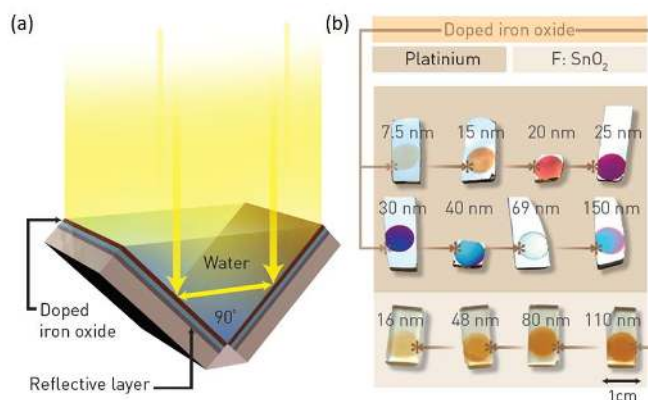 (a)
Water
90°
Doped
iron oxide
Reflective layer
(b)
Doped iron oxide
Platinium
F: SnO₂
7.5 nm
15 nm
20 nm
25 nm
30 nm
40 nm
69 nm
150 nm
16 nm
48 nm
80 nm
110 nm
1cm